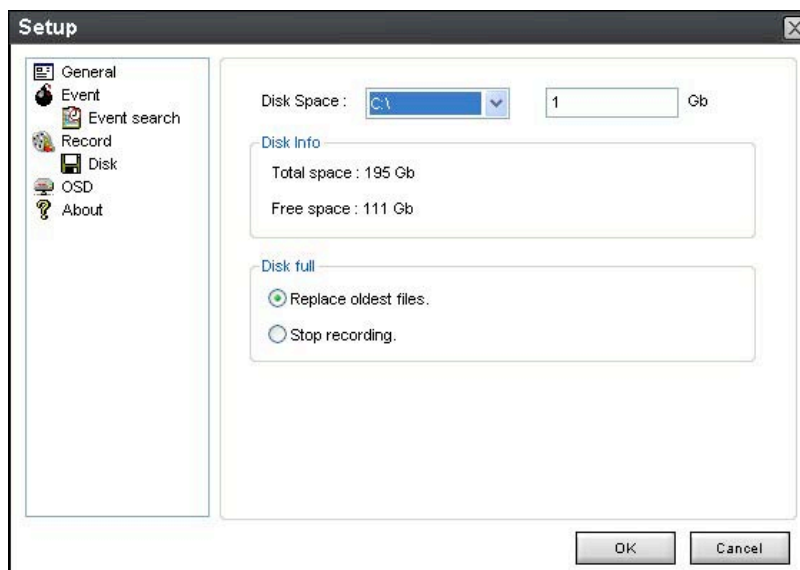 Setup
General
Event
Event search
Record
Disk
OSD
About
Disk Space : C:\ 1 Gb
Disk Info
Total space : 195 Gb
Free space : 111 Gb
Disk full
Replace oldest files.
Stop recording.
OK Cancel